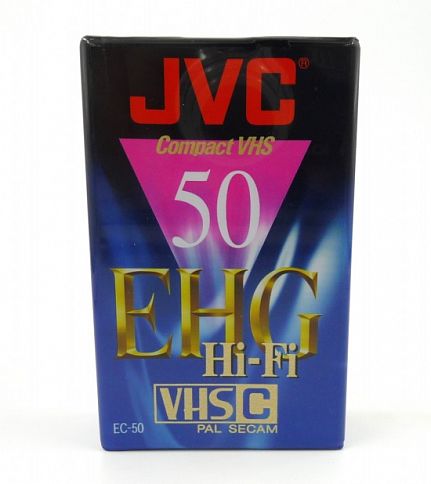 JVC®
Compact VHS
50
EHG
Hi-Fi
VHS C
EC-50
PAL SECAM